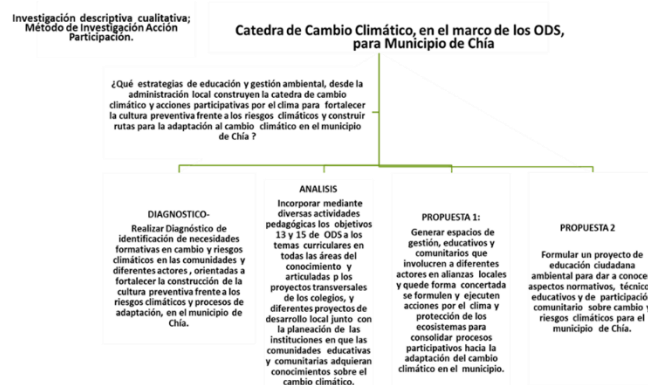 Investigación descriptiva cualitativa;
Método de Investigación Acción
Participación.
Catedra de Cambio Climático, en el marco de los ODS,
para Municipio de Chía
¿Qué estrategias de educación y gestión ambiental, desde la
administración local construyen la catedra de cambio
climático y acciones participativas por el clima para fortalecer
la cultura preventiva frente a los riesgos climáticos y construir
rutas para la adaptación al cambio climático en el municipio
de Chía ?
DIAGNOSTICO-
Realizar Diagnóstico de
identificación de necesidades
formativas en cambio y riesgos
climáticos en las comunidades y
diferentes actores , orientadas a
fortalecer la construcción de la
cultura preventiva frente a los
riesgos climáticos y procesos de
adaptación, en el municipio de
Chía.
ANALISIS
Incorporar mediante
diversas actividades
pedagógicas los objetivos
13 y 15 de ODS a los
temas curriculares en
todas las áreas del
conocimiento y
articuladas p los
proyectos transversales
de los colegios, y
diferentes proyectos de
desarrollo local junto con
la planeación de las
instituciones en que las
comunidades educativas
y comunitarias adquieran
conocimientos sobre el
cambio climático.
PROPUESTA 1:
Generar espacios de
gestión, educativos y
comunitarios que
involucren a diferentes
actores en alianzas locales
y quede forma concertada
se formulen y ejecuten
acciones por el clima y
protección de los
ecosistemas para
consolidar procesos
participativos hacia la
adaptación del cambio
climático en el municipio.
PROPUESTA 2
Formular un proyecto de
educación ciudadana
ambiental para dar a conocer
aspectos normativos, técnicos
educativos y de participación
comunitario sobre cambio y
riesgos climáticos para el
municipio de Chía.